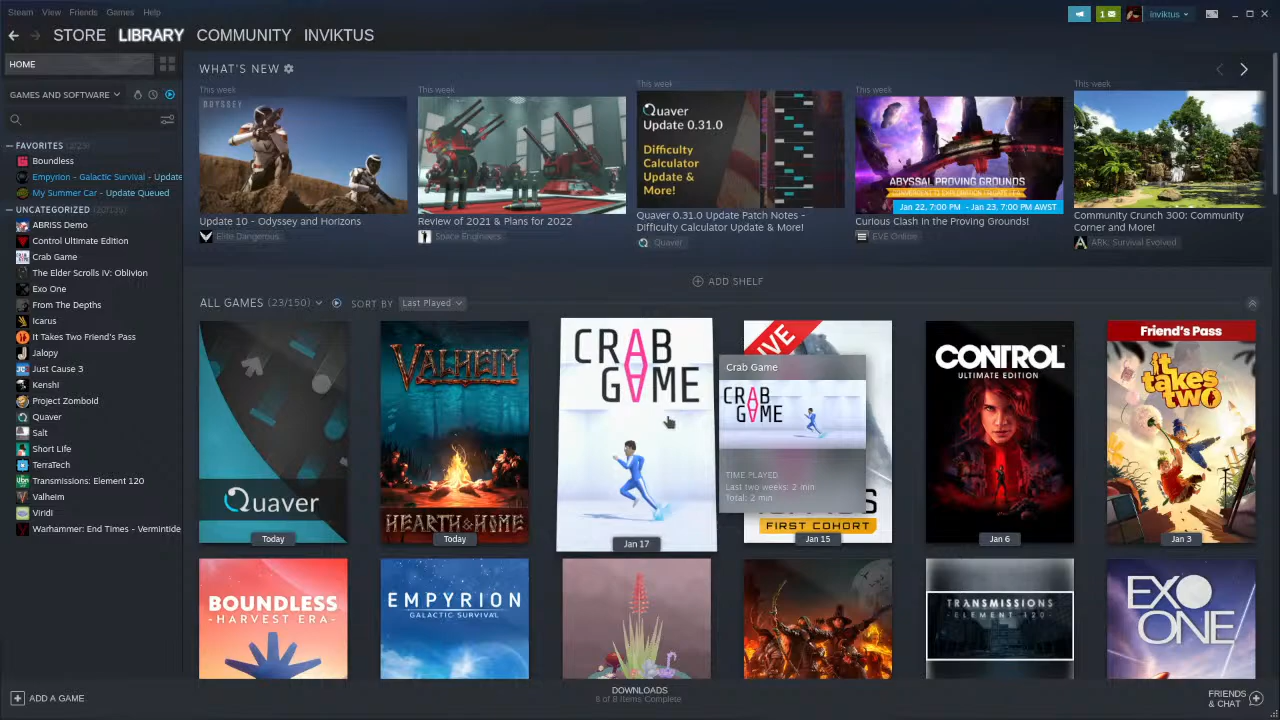 Steam View Friends Games Help
1
inviktus
STORE LIBRARY COMMUNITY INVIKTUS
HOME
WHAT'S NEW
GAMES AND SOFTWARE
This week
This week
This week
This week
This week
ODYSSEY
Quaver
Update 0.31.0
Difficulty
Calculator
Update &
More!
ABYSSAL PROVING GROUNDS
Jan 22, 7:00 PM - Jan 23, 7:00 PM AWST
Update 10 - Odyssey and Horizons
Elite Dangerous
Review of 2021 & Plans for 2022
Space Engineers
Quaver 0.31.0 Update Patch Notes -
Difficulty Calculator Update & More!
Quaver
Curious Clash In the Proving Grounds!
EVE Online
Community Crunch 300: Community
Corner and More!
ARK: Survival Evolved
FAVORITES (3/25)
Boundless
Empyrion - Galactic Survival - Update
My Summer Car - Update Queued
UNCATEGORIZED (20/135)
ABRISS Demo
Control Ultimate Edition
Crab Game
The Elder Scrolls IV: Oblivion
Exo One
From The Depths
Icarus
It Takes Two Friend's Pass
Jalopy
Just Cause 3
Kenshi
Project Zomboid
Quaver
Salt
Short Life
TerraTech
Transmissions: Element 120
Valheim
Viridi
Warhammer: End Times - Vermintide
ADD SHELF
ALL GAMES (23/150)
SORT BY Last Played
Quaver
Today
VALHEIM
HEARTH & HOME
Today
CRAB
GAME
Jan 17
Crab Game
CRAB
GAME
TIME PLAYED
Last two weeks: 2 min
Total: 2 min
FIRST COHORT
Jan 15
CONTROL
ULTIMATE EDITION
Jan 6
Friend's Pass
it
takes
two
Jan 3
BOUNDLESS
-HARVEST ERA-
EMPYRION
GALACTIC SURVIVAL
TRANSMISSIONS
- ELEMENT 120 -
EXO
ONE
ADD A GAME
DOWNLOADS
8 of 8 Items Complete
FRIENDS
& CHAT